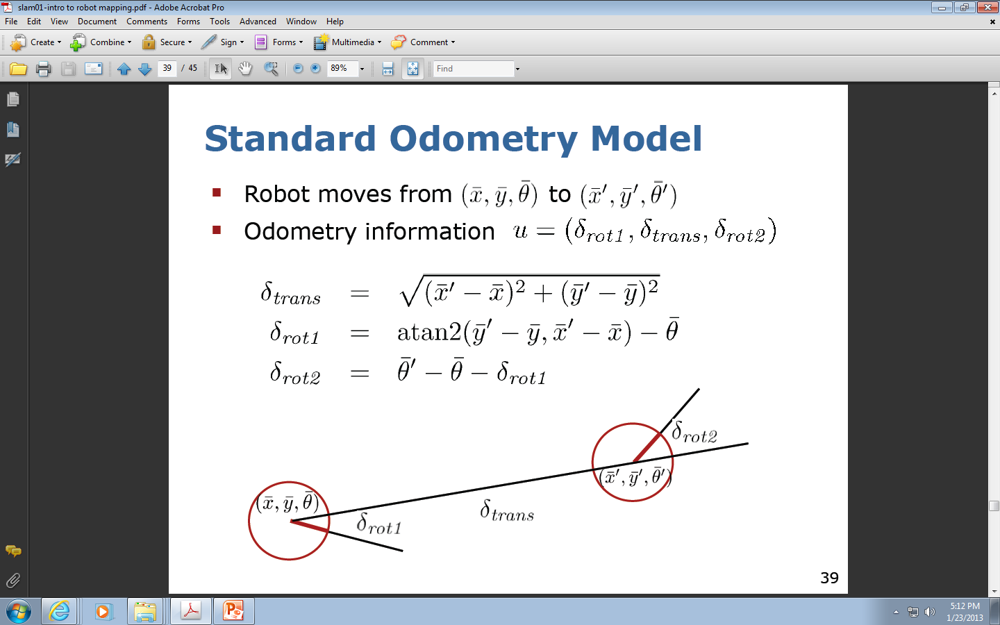 slam01-intro to robot mapping.pdf - Adobe Acrobat Pro
File Edit View Document Comments Forms Tools Advanced Window Help
Create Combine Secure Sign Forms Multimedia Comment
39 / 45 89% Find
Standard Odometry Model
Robot moves from (x̄, ȳ, θ̄) to (x̄′, ȳ′, θ̄′)
Odometry information u = (δrot1, δtrans, δrot2)
δtrans = √(x̄′ − x̄)² + (ȳ′ − ȳ)²
δrot1 = atan2(ȳ′ − ȳ, x̄′ − x̄) − θ̄
δrot2 = θ̄′ − θ̄ − δrot1
δrot2
(x̄′, ȳ′, θ̄′)
(x̄, ȳ, θ̄)
δtrans
δrot1
39
5:12 PM
1/23/2013